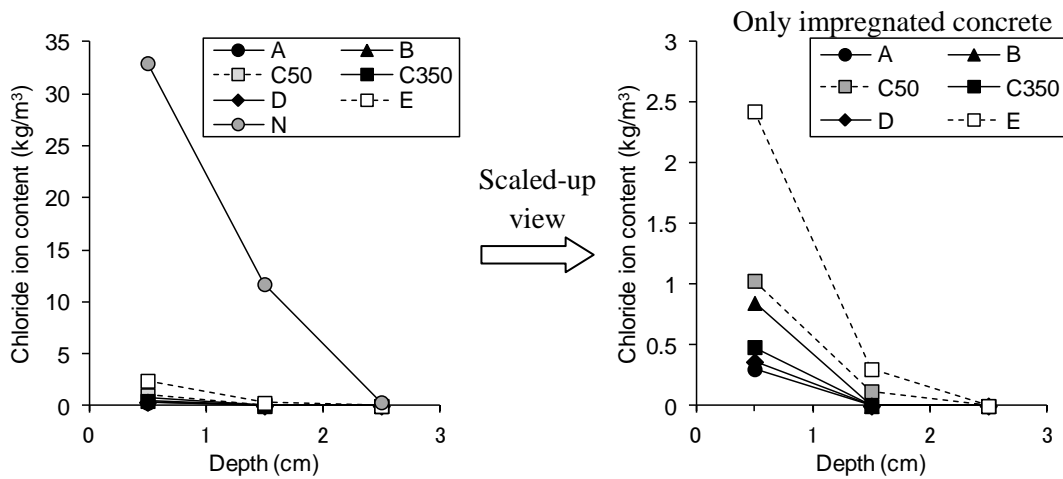 Only impregnated concrete
A B
C50 C350
D E
N
Chloride ion content (kg/m³)
35
30
25
20
15
10
5
0
0 1 2 3
Depth (cm)
Scaled-up
view
A B
C50 C350
D E
Chloride ion content (kg/m³)
3
2.5
2
1.5
1
0.5
0
0 1 2 3
Depth (cm)